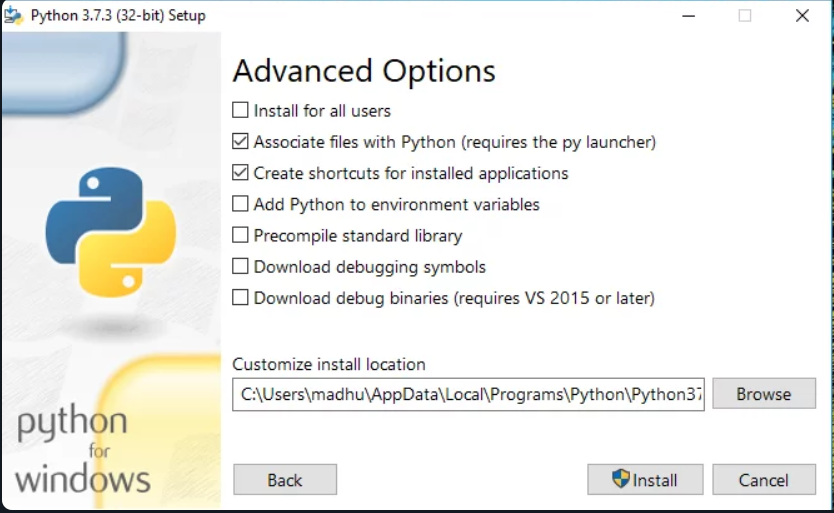 Python 3.7.3 (32-bit) Setup
Advanced Options
Install for all users
Associate files with Python (requires the py launcher)
Create shortcuts for installed applications
Add Python to environment variables
Precompile standard library
Download debugging symbols
Download debug binaries (requires VS 2015 or later)
Customize install location
C:\Users\madhu\AppData\Local\Programs\Python\Python37
Browse
python
for
windows
Back
Install
Cancel